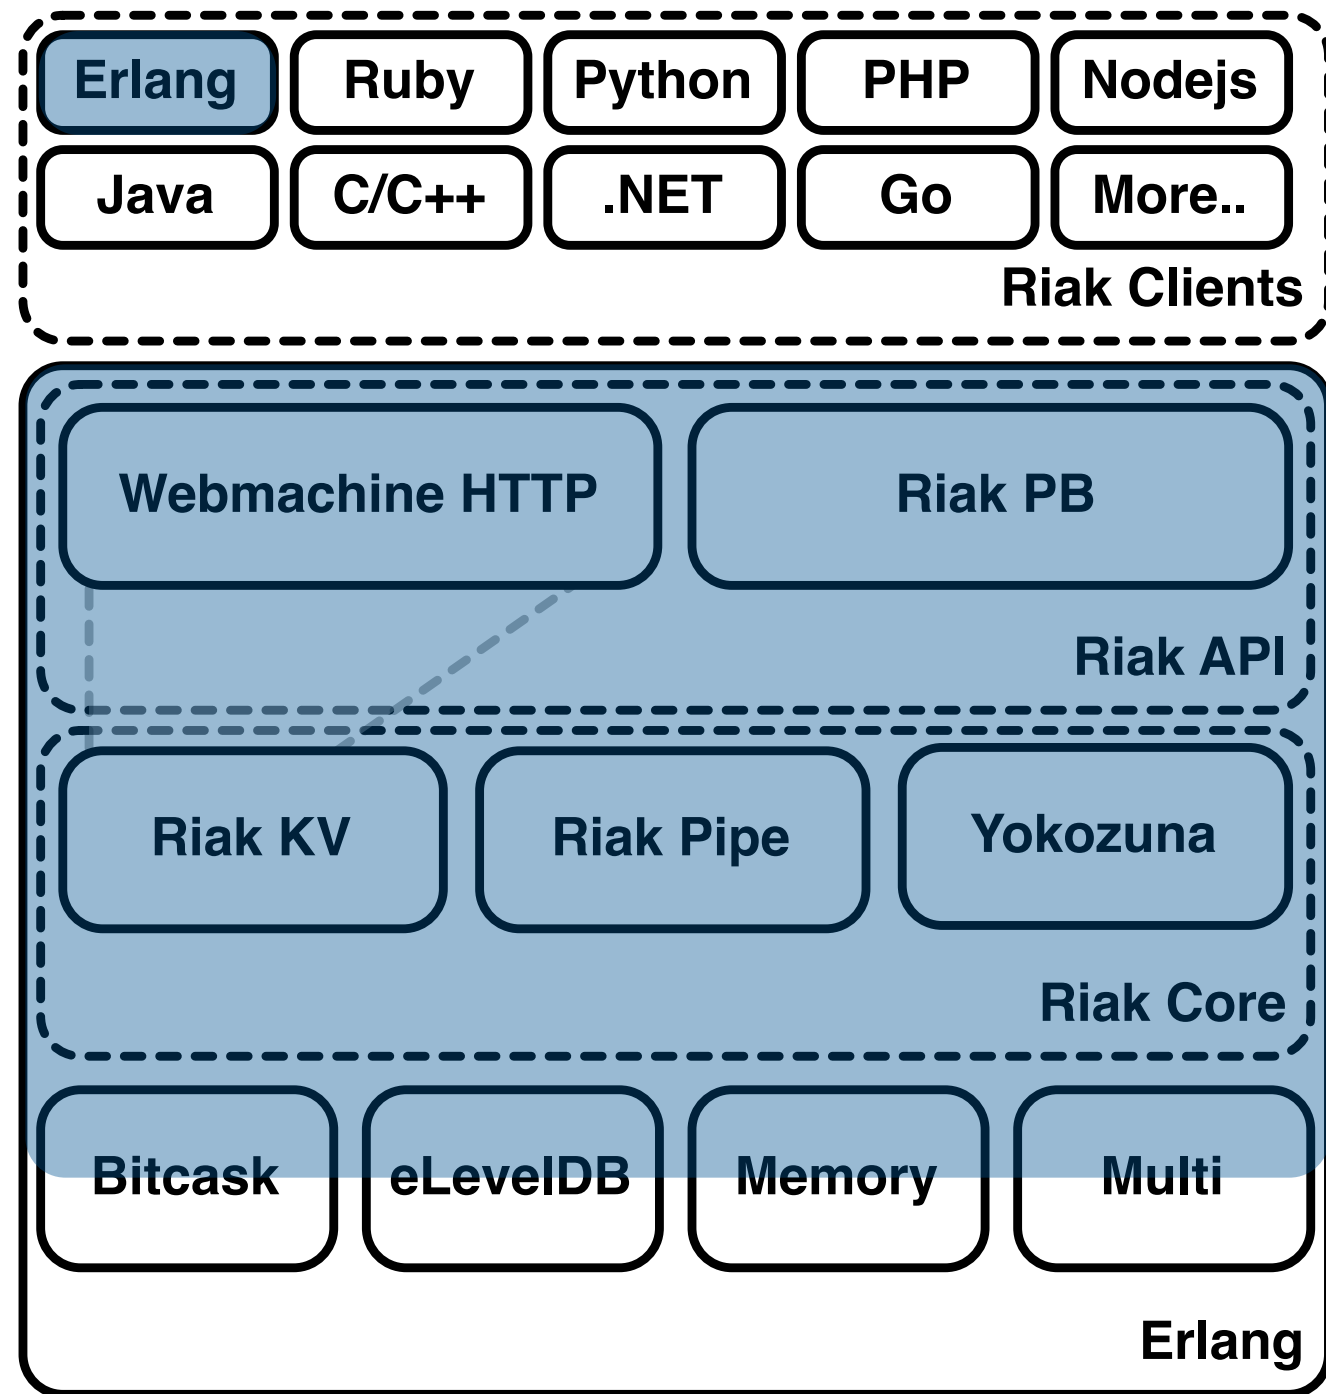 Erlang Ruby Python PHP Nodejs
Java C/C++ .NET Go More..
Riak Clients
Webmachine HTTP Riak PB
Riak API
Riak KV Riak Pipe Yokozuna
Riak Core
Bitcask eLevelDB Memory Multi
Erlang